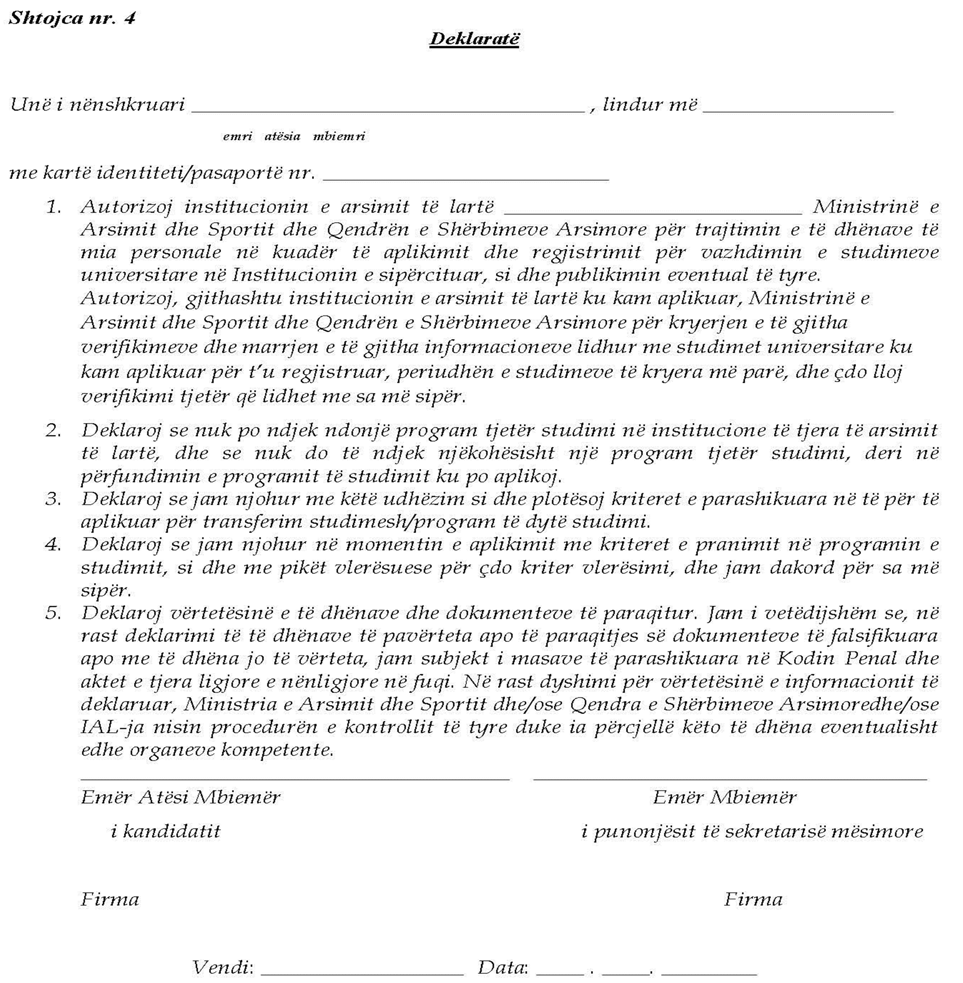 Shtojca nr. 4
Deklaratë
Unë i nënshkruari _________________________________ , lindur më ________________
emri atësia mbiemri
me kartë identiteti/pasaportë nr. ________________________
1. Autorizoj institucionin e arsimit të lartë _________________________ Ministrinë e
Arsimit dhe Sportit dhe Qendrën e Shërbimeve Arsimore për trajtimin e të dhënave të
mia personale në kuadër të aplikimit dhe regjistrimit për vazhdimin e studimeve
universitare në Institucionin e sipërcituar, si dhe publikimin eventual të tyre.
Autorizoj, gjithashtu institucionin e arsimit të lartë ku kam aplikuar, Ministrinë e
Arsimit dhe Sportit dhe Qendrën e Shërbimeve Arsimore për kryerjen e të gjitha
verifikimeve dhe marrjen e të gjitha informacioneve lidhur me studimet universitare ku
kam aplikuar për t’u regjistruar, periudhën e studimeve të kryera më parë, dhe çdo lloj
verifikimi tjetër që lidhet me sa më sipër.
2. Deklaroj se nuk po ndjek ndonjë program tjetër studimi në institucione të tjera të arsimit
të lartë, dhe se nuk do të ndjek njëkohësisht një program tjetër studimi, deri në
përfundimin e programit të studimit ku po aplikoj.
3. Deklaroj se jam njohur me këtë udhëzim si dhe plotësoj kriteret e parashikuara në të për të
aplikuar për transferim studimesh/program të dytë studimi.
4. Deklaroj se jam njohur në momentin e aplikimit me kriteret e pranimit në programin e
studimit, si dhe me pikët vlerësuese për çdo kriter vlerësimi, dhe jam dakord për sa më
sipër.
5. Deklaroj vërtetësinë e të dhënave dhe dokumenteve të paraqitur. Jam i vetëdijshëm se, në
rast deklarimi të të dhënave të pavërteta apo të paraqitjes së dokumenteve të falsifikuara
apo me të dhëna jo të vërteta, jam subjekt i masave të parashikuara në Kodin Penal dhe
aktet e tjera ligjore e nënligjore në fuqi. Në rast dyshimi për vërtetësinë e informacionit të
deklaruar, Ministria e Arsimit dhe Sportit dhe/ose Qendra e Shërbimeve Arsimoredhe/ose
IAL-ja nisin procedurën e kontrollit të tyre duke ia përcjellë këto të dhëna eventualisht
edhe organeve kompetente.
____________________________________ _________________________________
Emër Atësi Mbiemër Emër Mbiemër
i kandidatit i punonjësit të sekretarisë mësimore
Firma Firma
Vendi: _________________ Data: ____ . ____. ________